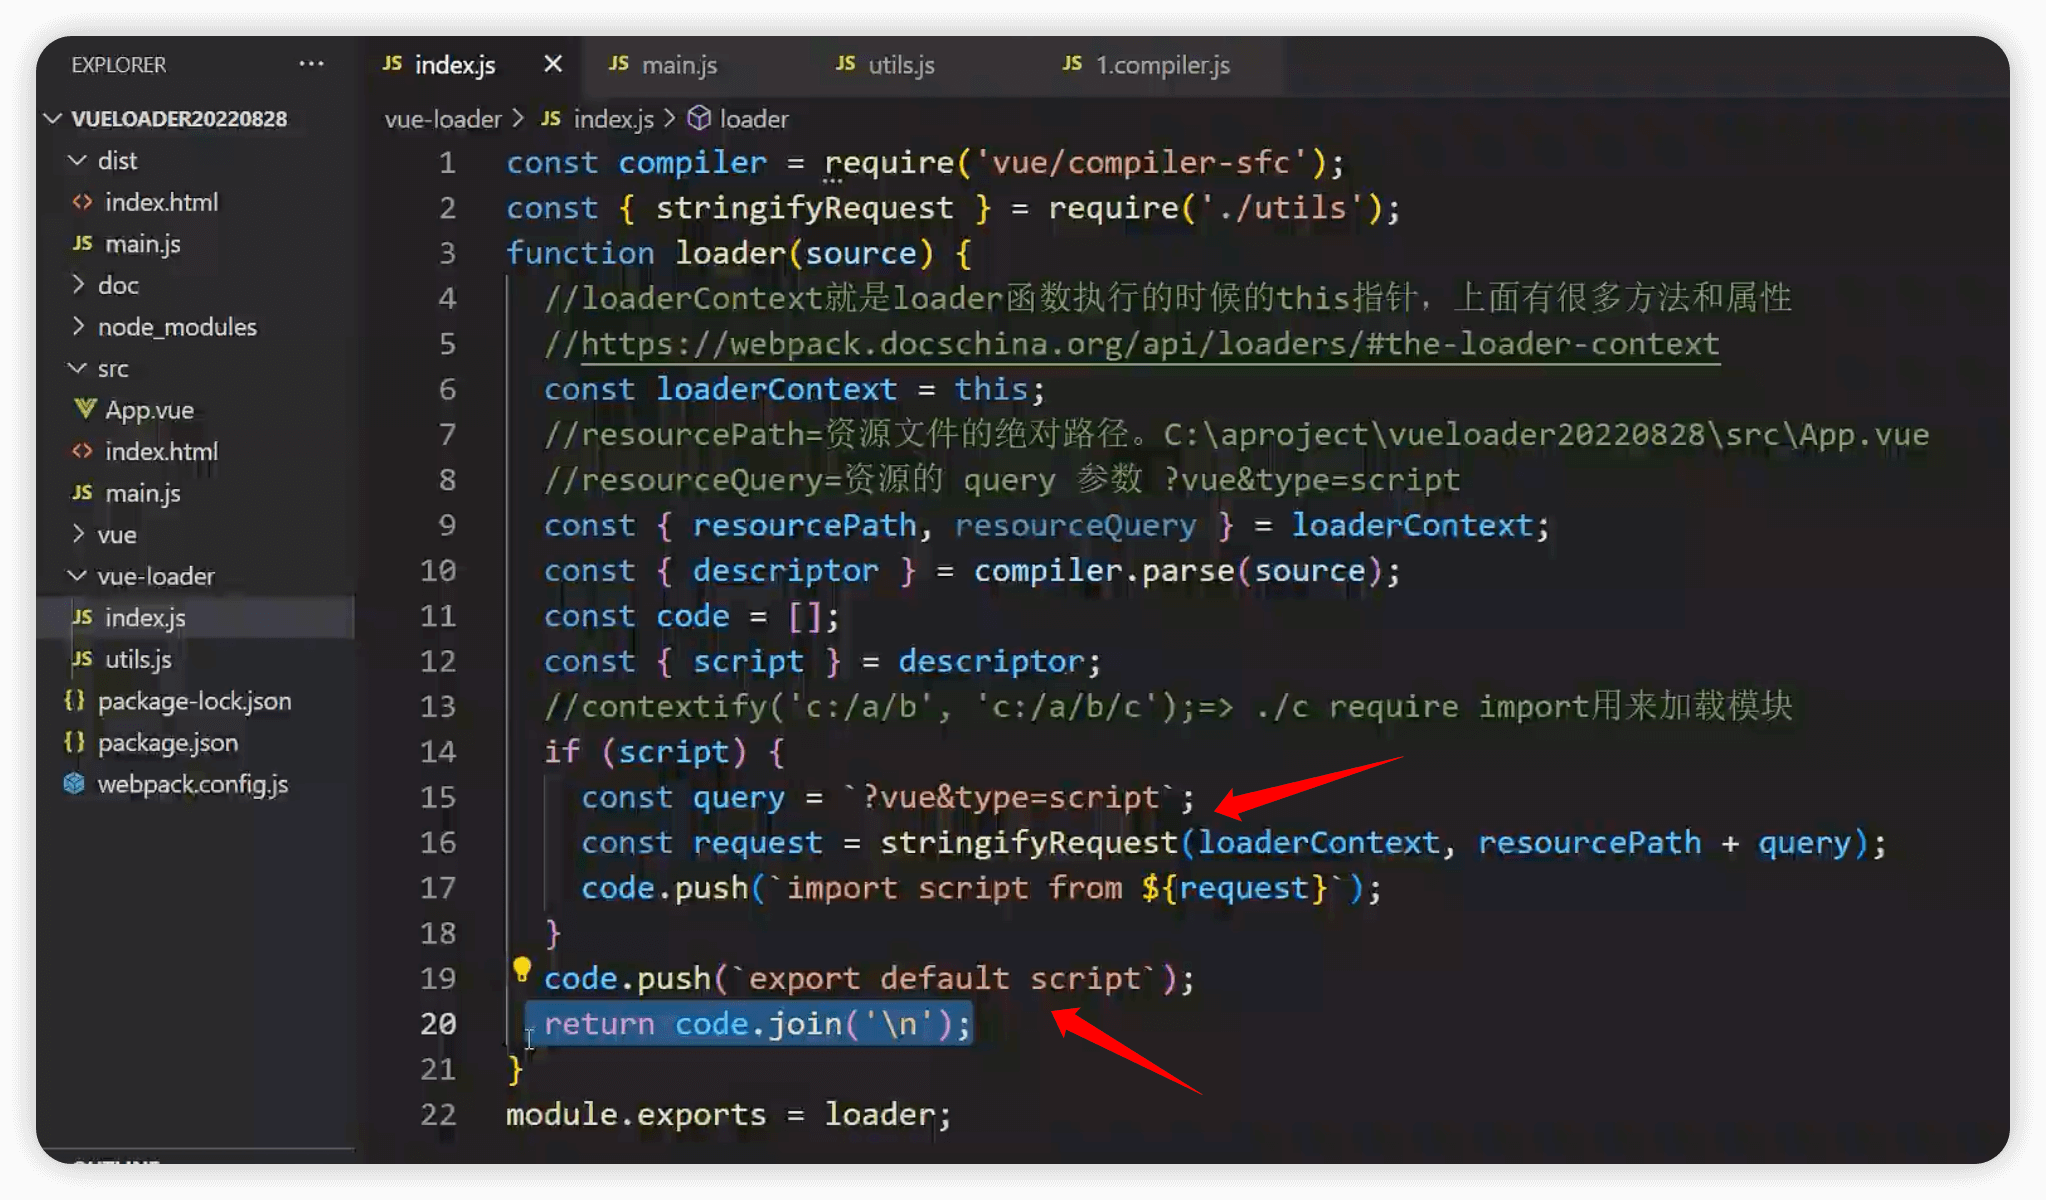 EXPLORER ···
VUELOADER20220828
dist
index.html
JS main.js
doc
node_modules
src
App.vue
index.html
JS main.js
vue
vue-loader
JS index.js
JS utils.js
{} package-lock.json
{} package.json
webpack.config.js
OUTLINE
JS index.js × JS main.js JS utils.js JS 1.compiler.js
vue-loader > JS index.js > loader
1 const compiler = require('vue/compiler-sfc');
2 const { stringifyRequest } = require('./utils');
3 function loader(source) {
4 //loaderContext就是loader函数执行的时候的this指针，上面有很多方法和属性
5 //https://webpack.docschina.org/api/loaders/#the-loader-context
6 const loaderContext = this;
7 //resourcePath=资源文件的绝对路径。C:\aproject\vueloader20220828\src\App.vue
8 //resourceQuery=资源的 query 参数 ?vue&type=script
9 const { resourcePath, resourceQuery } = loaderContext;
10 const { descriptor } = compiler.parse(source);
11 const code = [];
12 const { script } = descriptor;
13 //contextify('c:/a/b', 'c:/a/b/c');=> ./c require import用来加载模块
14 if (script) {
15 const query = `?vue&type=script`;
16 const request = stringifyRequest(loaderContext, resourcePath + query);
17 code.push(`import script from ${request}`);
18 }
19 code.push(`export default script`);
20 return code.join('\n');
21 }
22 module.exports = loader;